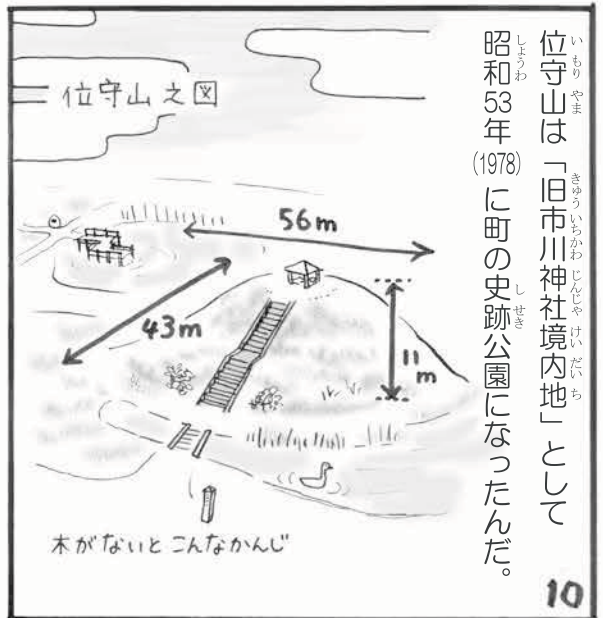 位守山は「旧市川神社境内地」として
昭和53年(1978)に町の史跡公園になったんだ。
位守山之図
56m
43m
11m
木がないとこんなかんじ
10